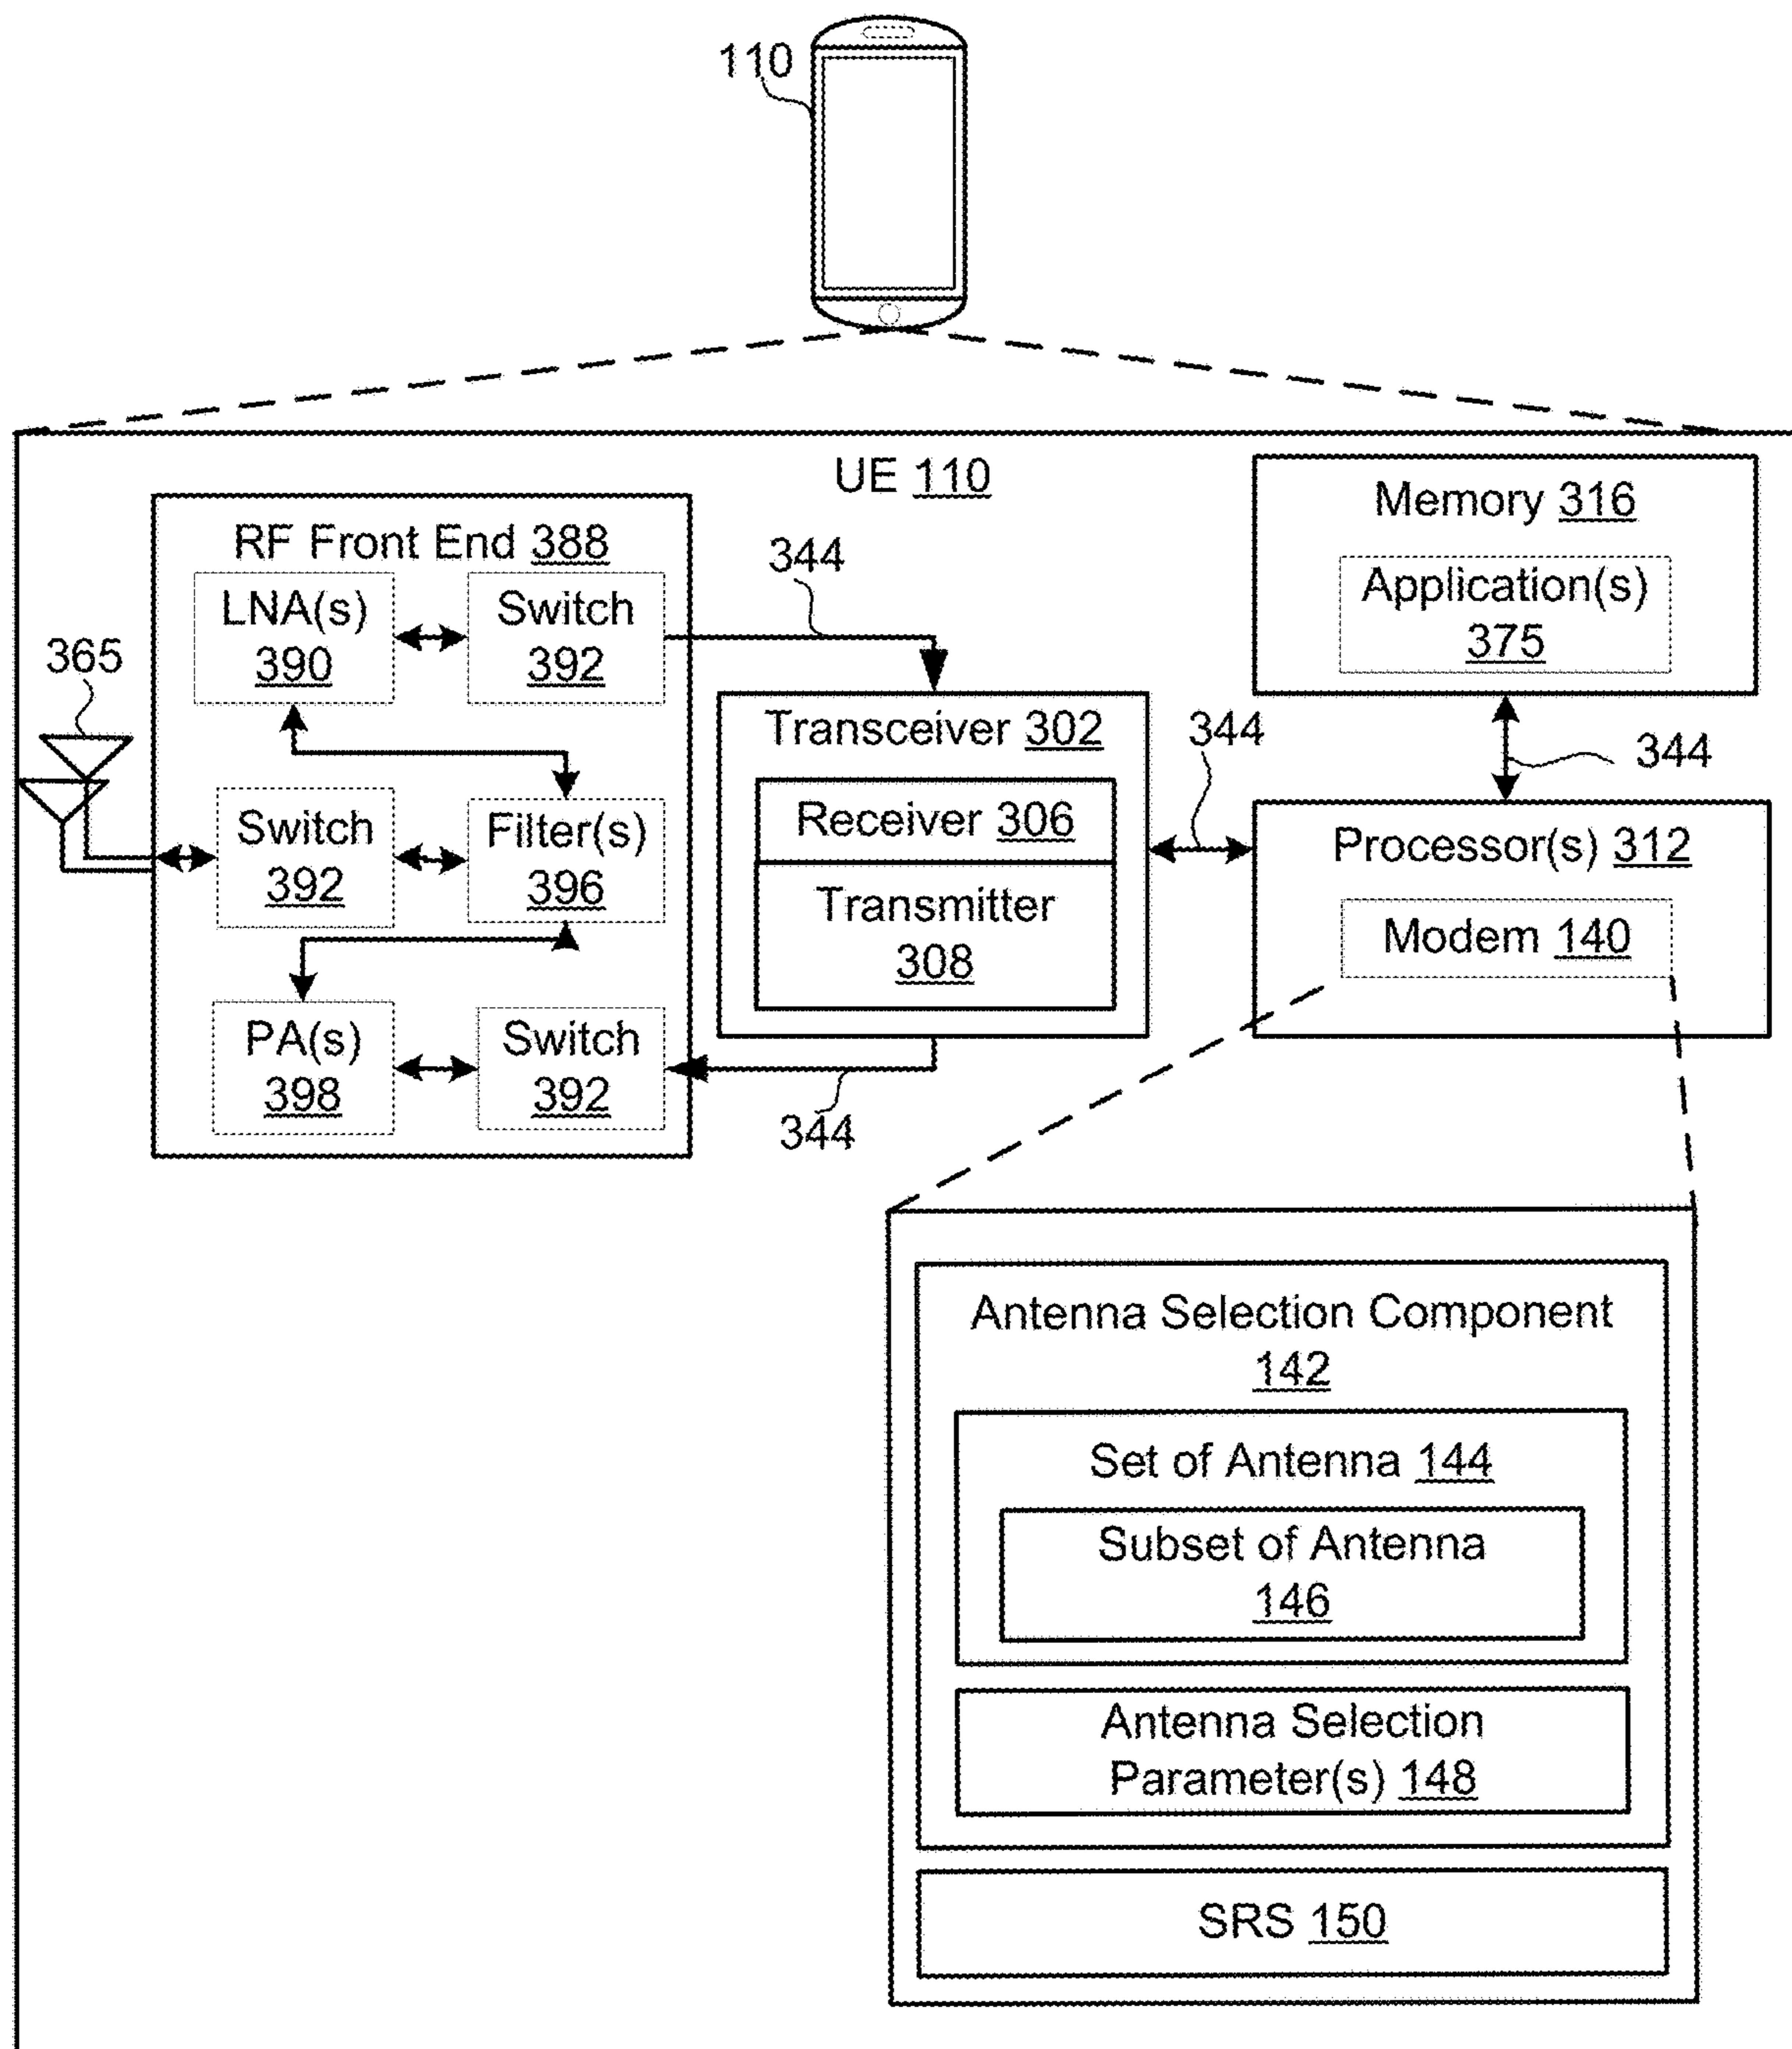 110
UE 110
RF Front End 388
LNA(s)
390
Switch
392
344
365
Switch
392
Filter(s)
396
PA(s)
398
Switch
392
344
Transceiver 302
Receiver 306
Transmitter
308
344
Memory 316
Application(s)
375
344
Processor(s) 312
Modem 140
Antenna Selection Component
142
Set of Antenna 144
Subset of Antenna
146
Antenna Selection
Parameter(s) 148
SRS 150